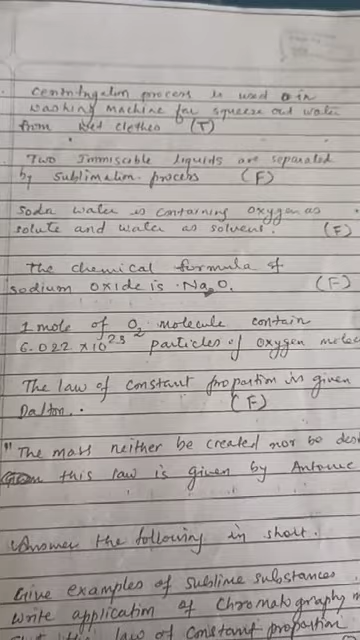 Centrifugation process is used in
washing machine for squeeze out water
from wet clothes (T)
Two Immiscible liquids are separated
by sublimation process (F)
Soda water is containing oxygen as
solute and water as solvent. (F)
The chemical formula of
sodium oxide is Na2O. (F)
1 mole of O2 molecule contain
6.022 x 10^23 particles of oxygen molec
The law of constant proportion is given
Dalton. (F)
"The mass neither be created nor be des
this law is given by Antonie
Answer the following in short.
Give examples of sublime substances
Write application of Chromatography
law of Constant proportion